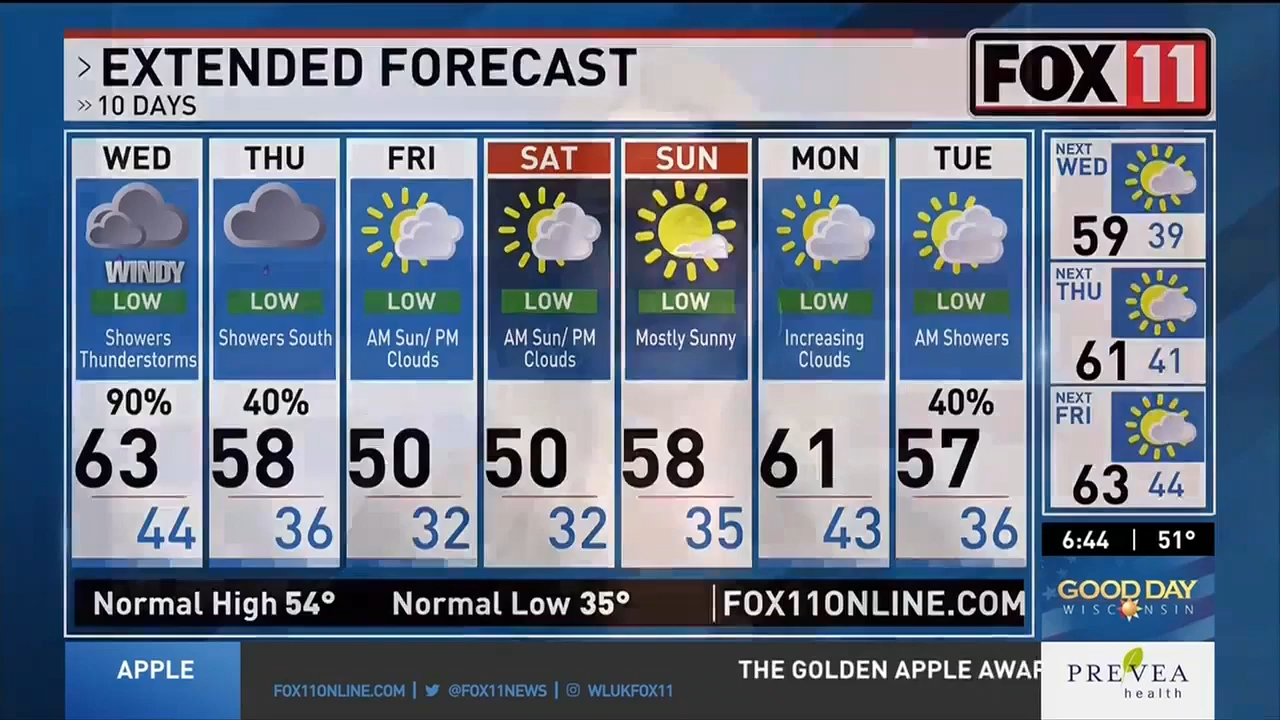 > EXTENDED FORECAST
» 10 DAYS
FOX 11
WED
WINDY
LOW
Showers
Thunderstorms
90%
63
44
THU
LOW
Showers South
40%
58
36
FRI
LOW
AM Sun/ PM
Clouds
50
32
SAT
LOW
AM Sun/ PM
Clouds
50
32
SUN
LOW
Mostly Sunny
58
35
MON
LOW
Increasing
Clouds
61
43
TUE
LOW
AM Showers
40%
57
36
NEXT
WED
59 39
NEXT
THU
61 41
NEXT
FRI
63 44
6:44 | 51°
GOOD DAY
WISCONSIN
Normal High 54° Normal Low 35° | FOX11ONLINE.COM
APPLE
THE GOLDEN APPLE AWAR
FOX11ONLINE.COM | @FOX11NEWS | WLUKFOX11
PREVEA
health